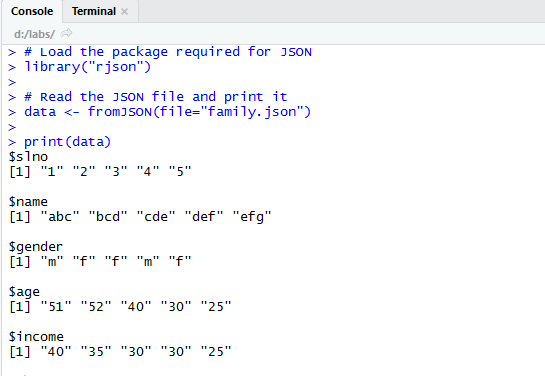 Console Terminal ×
d:/labs/
> # Load the package required for JSON
> library("rjson")
>
> # Read the JSON file and print it
> data <- fromJSON(file="family.json")
>
> print(data)
$slno
[1] "1" "2" "3" "4" "5"
$name
[1] "abc" "bcd" "cde" "def" "efg"
$gender
[1] "m" "f" "f" "m" "f"
$age
[1] "51" "52" "40" "30" "25"
$income
[1] "40" "35" "30" "30" "25"